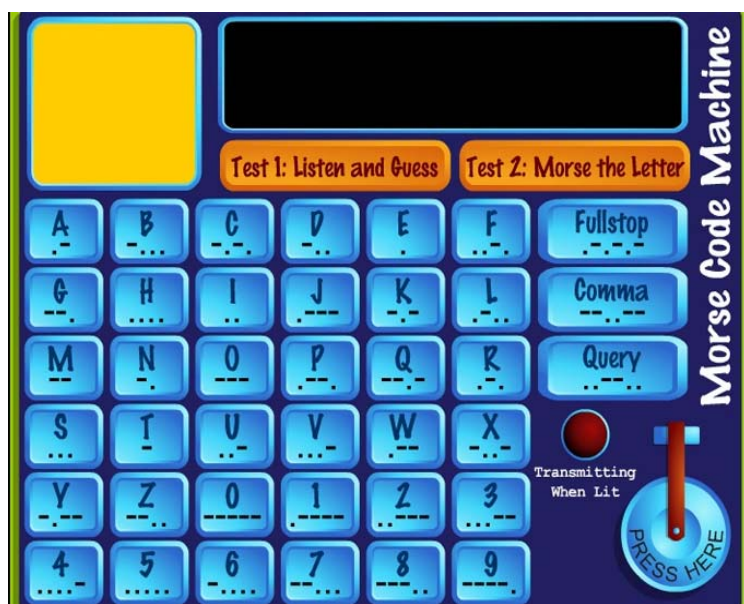 Morse Code Machine
Test 1: Listen and Guess Test 2: Morse the Letter
A B C D E F Fullstop
.- -... -.-. -.. . ..-. .-.-.-
G H I J K L Comma
--. .... .. .--- -.- .-.. --..--
M N O P Q R Query
-- -. --- .--. --.- .-. ..--..
S T U V W X
... - ..- ...- .-- -..-
Transmitting
When Lit
Y Z 0 1 2 3
-.-- --.. ----- .---- ..--- ...--
PRESS HERE
4 5 6 7 8 9
....- ..... -.... --... ---.. ----.